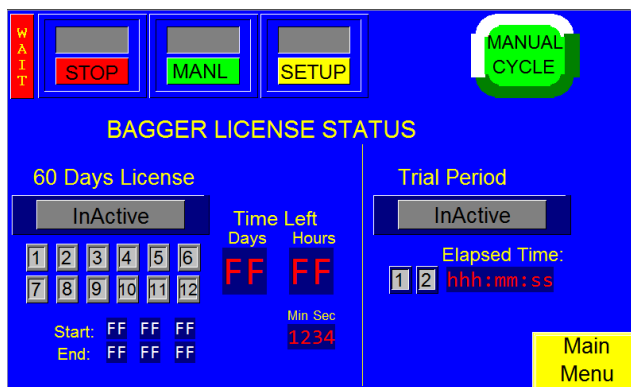 WAIT
STOP
MANL
SETUP
MANUAL
CYCLE
BAGGER LICENSE STATUS
60 Days License
InActive
Time Left
Days Hours
FF FF
1 2 3 4 5 6
7 8 9 10 11 12
Min Sec
1234
Start: FF FF FF
End: FF FF FF
Trial Period
InActive
Elapsed Time:
1 2 hhh:mm:ss
Main
Menu